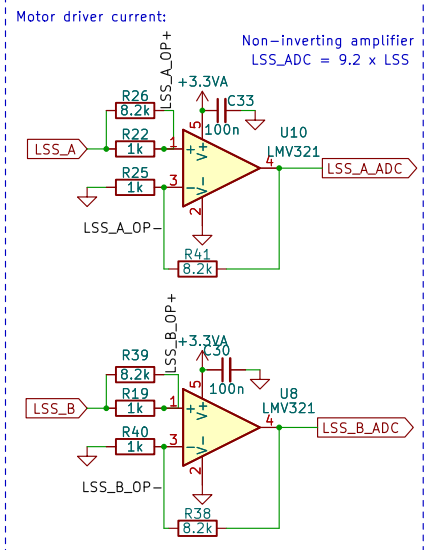 Motor driver current:
Non-inverting amplifier
LSS_ADC = 9.2 x LSS
LSS_A_OP+
+3.3VA
R26
8.2k
C33
100n
U10
LMV321
LSS_A
R22
1k
1
+
5
V+
4
LSS_A_ADC
R25
1k
3
-
V-
2
LSS_A_OP-
R41
8.2k
LSS_B_OP+
+3.3VA
C30
100n
R39
8.2k
U8
LMV321
LSS_B
R19
1k
1
+
5
V+
4
LSS_B_ADC
R40
1k
3
-
V-
2
LSS_B_OP-
R38
8.2k